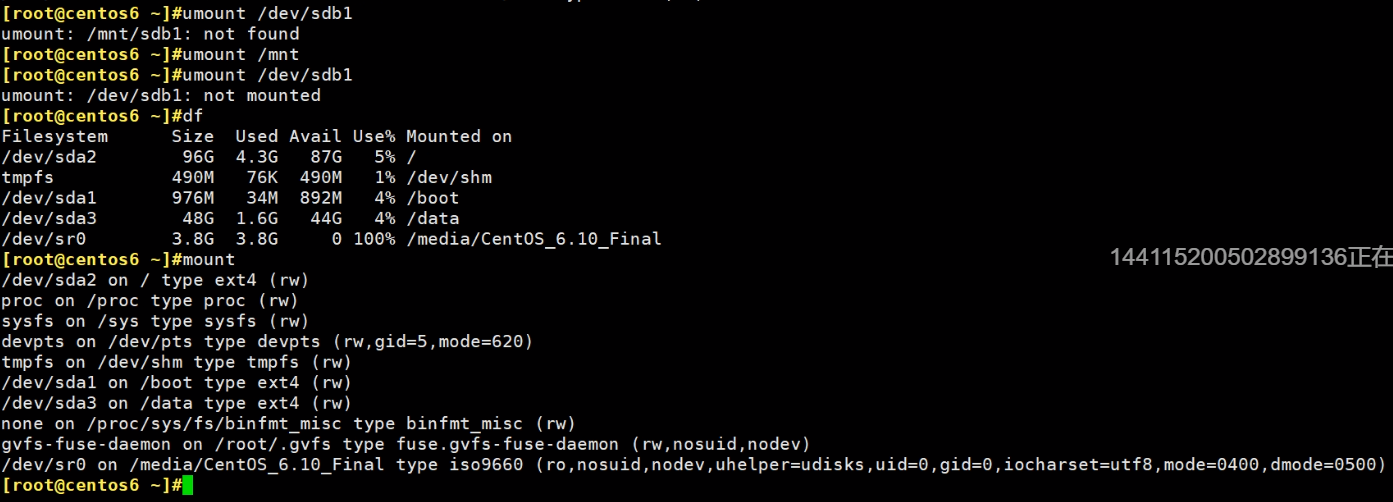 [root@centos6 ~]#umount /dev/sdb1
umount: /mnt/sdb1: not found
[root@centos6 ~]#umount /mnt
[root@centos6 ~]#umount /dev/sdb1
umount: /dev/sdb1: not mounted
[root@centos6 ~]#df
Filesystem      Size  Used Avail Use% Mounted on
/dev/sda2        96G  4.3G   87G   5% /
tmpfs           490M   76K  490M   1% /dev/shm
/dev/sda1       976M   34M  892M   4% /boot
/dev/sda3        48G  1.6G   44G   4% /data
/dev/sr0        3.8G  3.8G     0 100% /media/CentOS_6.10_Final
[root@centos6 ~]#mount
144115200502899136正在
/dev/sda2 on / type ext4 (rw)
proc on /proc type proc (rw)
sysfs on /sys type sysfs (rw)
devpts on /dev/pts type devpts (rw,gid=5,mode=620)
tmpfs on /dev/shm type tmpfs (rw)
/dev/sda1 on /boot type ext4 (rw)
/dev/sda3 on /data type ext4 (rw)
none on /proc/sys/fs/binfmt_misc type binfmt_misc (rw)
gvfs-fuse-daemon on /root/.gvfs type fuse.gvfs-fuse-daemon (rw,nosuid,nodev)
/dev/sr0 on /media/CentOS_6.10_Final type iso9660 (ro,nosuid,nodev,uhelper=udisks,uid=0,gid=0,iocharset=utf8,mode=0400,dmode=0500)
[root@centos6 ~]#